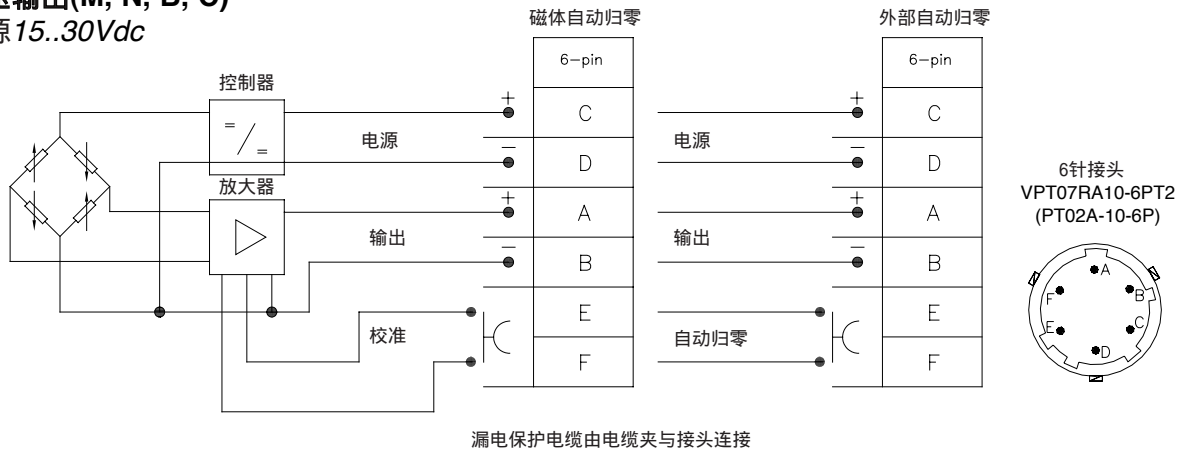 输出(M, N, B, C)
15..30Vdc
磁体自动归零
外部自动归零
6-pin
6-pin
控制器
=/=
+
C
+
C
电源
电源
-
D
-
D
放大器
+
A
+
A
输出
输出
-
B
-
B
E
E
校准
自动归零
F
F
6针接头
VPT07RA10-6PT2
(PT02A-10-6P)
A
B
C
D
E
F
漏电保护电缆由电缆夹与接头连接